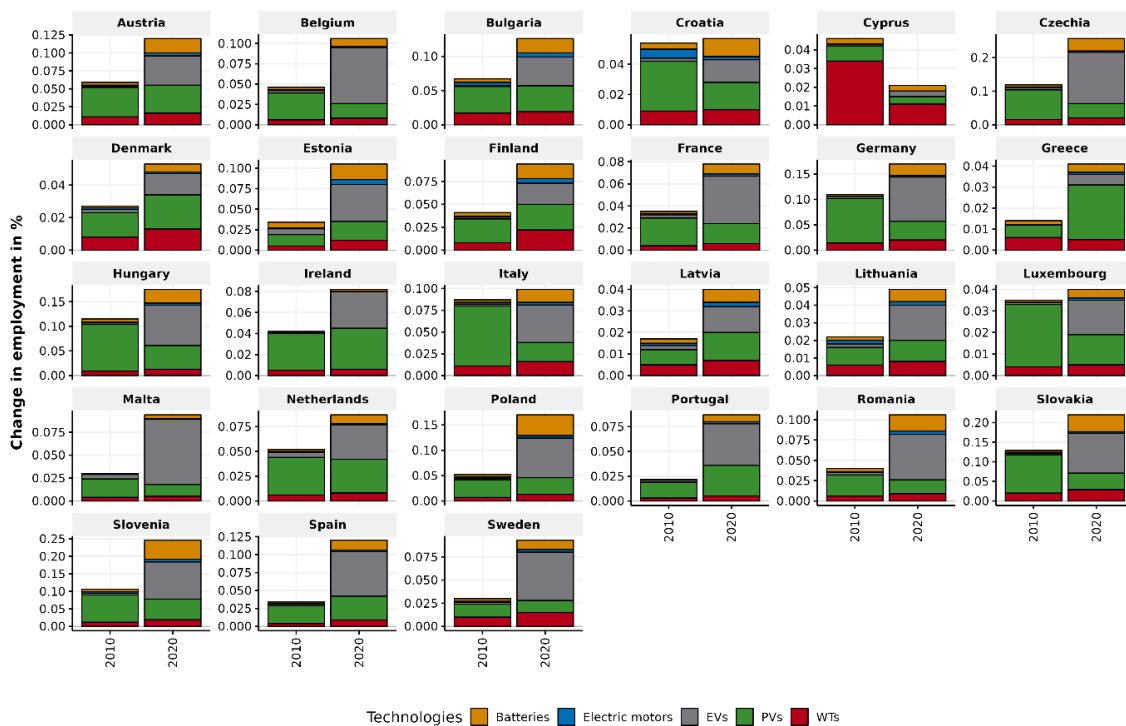 Change in employment in %
Austria Belgium Bulgaria Croatia Cyprus Czechia
0.125 0.100 0.075 0.050 0.025 0.000
0.100 0.075 0.050 0.025 0.000
0.10 0.05 0.00
0.04 0.02 0.00
0.04 0.03 0.02 0.01 0.00
0.2 0.1 0.0
Denmark Estonia Finland France Germany Greece
0.04 0.02 0.00
0.100 0.075 0.050 0.025 0.000
0.075 0.050 0.025 0.000
0.08 0.06 0.04 0.02 0.00
0.15 0.10 0.05 0.00
0.04 0.03 0.02 0.01 0.00
Hungary Ireland Italy Latvia Lithuania Luxembourg
0.15 0.10 0.05 0.00
0.08 0.06 0.04 0.02 0.00
0.100 0.075 0.050 0.025 0.000
0.04 0.03 0.02 0.01 0.00
0.05 0.04 0.03 0.02 0.01 0.00
0.04 0.03 0.02 0.01 0.00
Malta Netherlands Poland Portugal Romania Slovakia
0.075 0.050 0.025 0.000
0.075 0.050 0.025 0.000
0.15 0.10 0.05 0.00
0.075 0.050 0.025 0.000
0.100 0.075 0.050 0.025 0.000
0.20 0.15 0.10 0.05 0.00
2010 2020 2010 2020 2010 2020
Slovenia Spain Sweden
0.25 0.20 0.15 0.10 0.05 0.00
0.125 0.100 0.075 0.050 0.025 0.000
0.075 0.050 0.025 0.000
2010 2020 2010 2020 2010 2020
Technologies Batteries Electric motors EVs PVs WTs